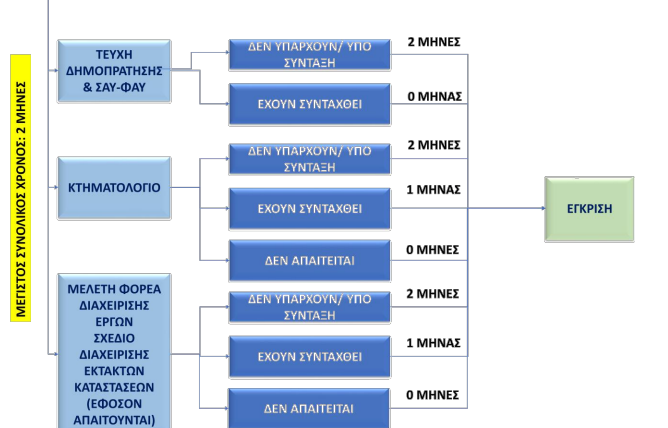 ΜΕΓΙΣΤΟΣ ΣΥΝΟΛΙΚΟΣ ΧΡΟΝΟΣ: 2 ΜΗΝΕΣ
ΤΕΥΧΗ
ΔΗΜΟΠΡΑΤΗΣΗΣ
& ΣΑΥ-ΦΑΥ
ΔΕΝ ΥΠΑΡΧΟΥΝ/ ΥΠΟ
ΣΥΝΤΑΞΗ
2 ΜΗΝΕΣ
ΕΧΟΥΝ ΣΥΝΤΑΧΘΕΙ
0 ΜΗΝΑΣ
ΚΤΗΜΑΤΟΛΟΓΙΟ
ΔΕΝ ΥΠΑΡΧΟΥΝ/ ΥΠΟ
ΣΥΝΤΑΞΗ
2 ΜΗΝΕΣ
ΕΧΟΥΝ ΣΥΝΤΑΧΘΕΙ
1 ΜΗΝΑΣ
ΔΕΝ ΑΠΑΙΤΕΙΤΑΙ
0 ΜΗΝΕΣ
ΜΕΛΕΤΗ ΦΟΡΕΑ
ΔΙΑΧΕΙΡΙΣΗΣ
ΕΡΓΩΝ
ΣΧΕΔΙΟ
ΔΙΑΧΕΙΡΙΣΗΣ
ΕΚΤΑΚΤΩΝ
ΚΑΤΑΣΤΑΣΕΩΝ
(ΕΦΟΣΟΝ
ΑΠΑΙΤΟΥΝΤΑΙ)
ΔΕΝ ΥΠΑΡΧΟΥΝ/ ΥΠΟ
ΣΥΝΤΑΞΗ
2 ΜΗΝΕΣ
ΕΧΟΥΝ ΣΥΝΤΑΧΘΕΙ
1 ΜΗΝΑΣ
ΔΕΝ ΑΠΑΙΤΕΙΤΑΙ
0 ΜΗΝΕΣ
ΕΓΚΡΙΣΗ